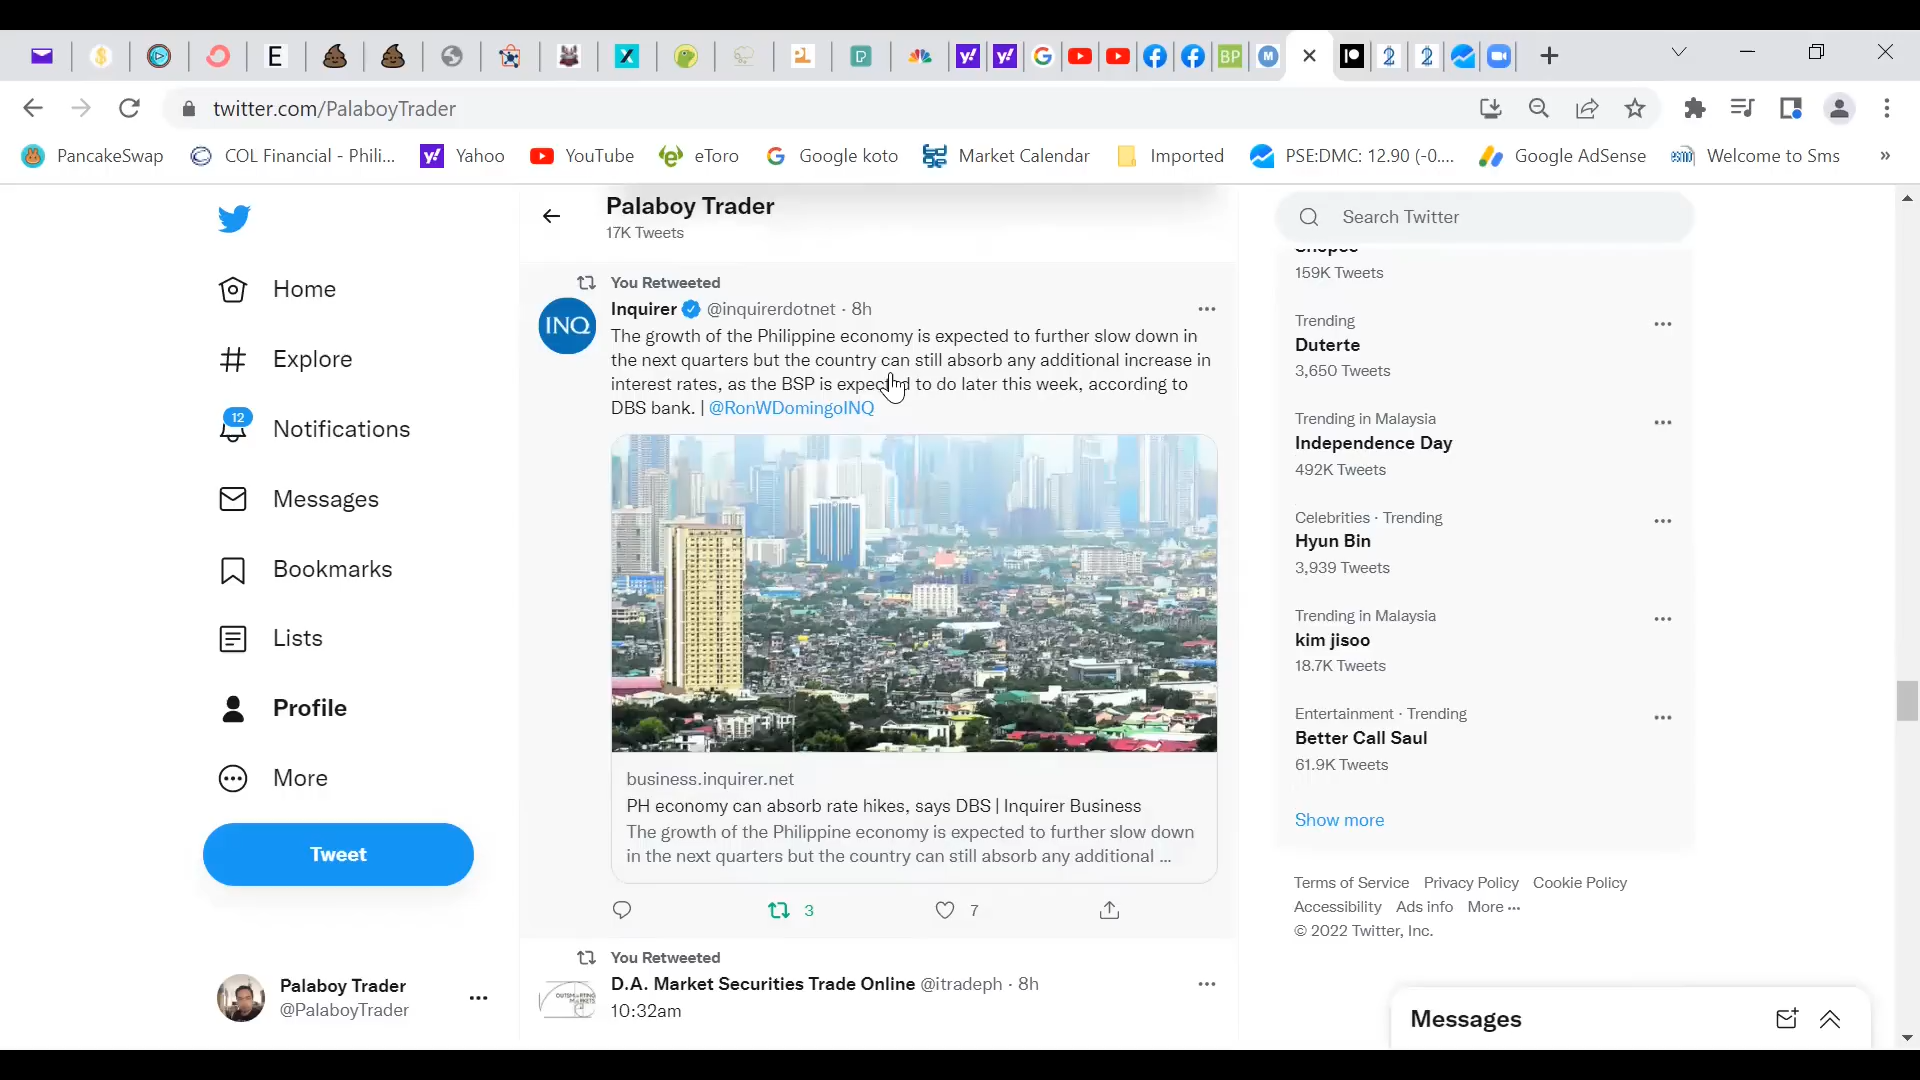 twitter.com/PalaboyTrader
PancakeSwap
COL Financial - Phili...
Yahoo
YouTube
eToro
Google koto
Market Calendar
Imported
PSE:DMC: 12.90 (-0....
Google AdSense
Welcome to Sms
»
Home
Explore
12
Notifications
Messages
Bookmarks
Lists
Profile
More
Tweet
Palaboy Trader
@PalaboyTrader
Palaboy Trader
17K Tweets
You Retweeted
INQ
Inquirer @inquirerdotnet · 8h
The growth of the Philippine economy is expected to further slow down in
the next quarters but the country can still absorb any additional increase in
interest rates, as the BSP is expected to do later this week, according to
DBS bank. | @RonWDomingoINQ
business.inquirer.net
PH economy can absorb rate hikes, says DBS | Inquirer Business
The growth of the Philippine economy is expected to further slow down
in the next quarters but the country can still absorb any additional ...
3
7
You Retweeted
D.A. Market Securities Trade Online @itradeph · 8h
10:32am
Search Twitter
Shopee
159K Tweets
Trending
Duterte
3,650 Tweets
Trending in Malaysia
Independence Day
492K Tweets
Celebrities · Trending
Hyun Bin
3,939 Tweets
Trending in Malaysia
kim jisoo
18.7K Tweets
Entertainment · Trending
Better Call Saul
61.9K Tweets
Show more
Terms of Service Privacy Policy Cookie Policy
Accessibility Ads info More ···
© 2022 Twitter, Inc.
Messages